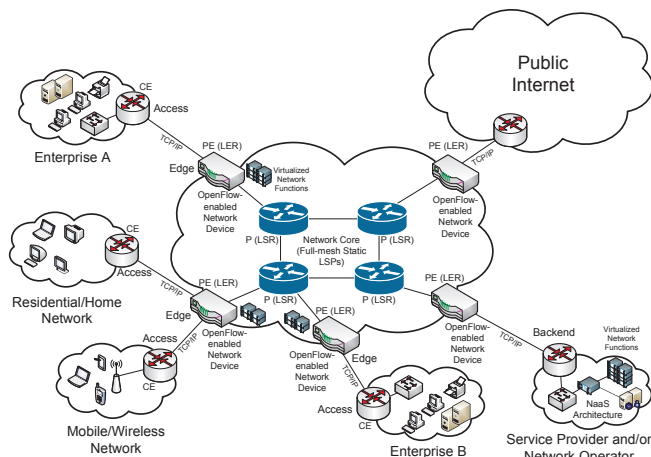 Public
Internet
CE
Access
Enterprise A
TCP/IP
PE (LER)
Edge
Virtualized
Network
Functions
OpenFlow-
enabled
Network
Device
PE (LER)
TCP/IP
OpenFlow-
enabled
Network
Device
P (LSR)
P (LSR)
Network Core
(Full-mesh Static
LSPs)
P (LSR)
P (LSR)
CE
Access
Residential/Home
Network
TCP/IP
PE (LER)
Edge
OpenFlow-
enabled
Network
Device
Access
TCP/IP
CE
Mobile/Wireless
Network
PE (LER)
Edge
OpenFlow-
enabled
Network
Device
TCP/IP
Access
CE
Enterprise B
PE (LER)
OpenFlow-
enabled
Network
Device
TCP/IP
Backend
Virtualized
Network
Functions
NaaS
Architecture
Service Provider and/or
Network Operator